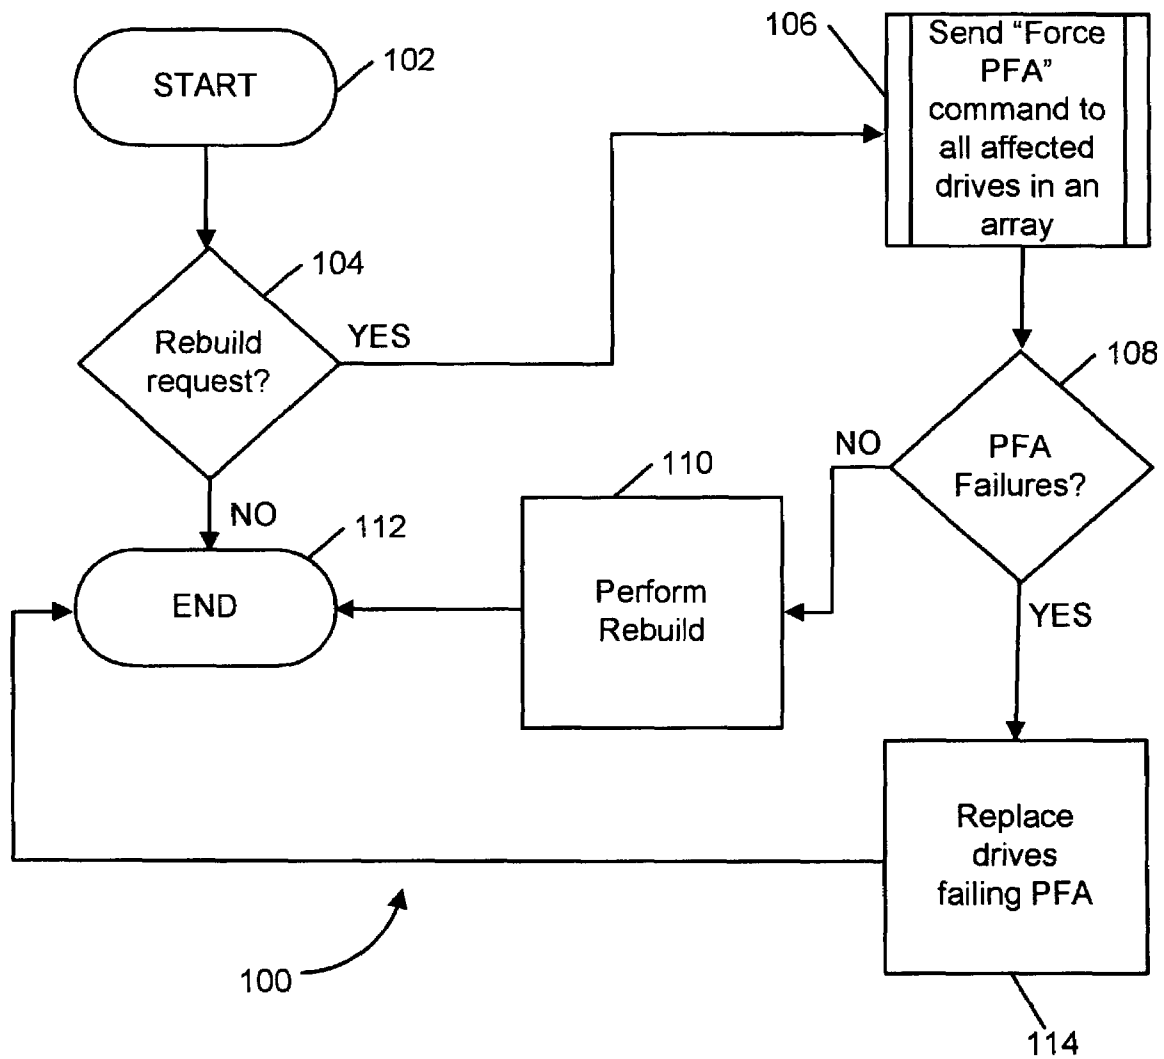 START
102
106
Send “Force
PFA”
command to
all affected
drives in an
array
104
Rebuild
request?
YES
108
PFA
Failures?
NO
110
NO
112
END
Perform
Rebuild
YES
Replace
drives
failing PFA
100
114